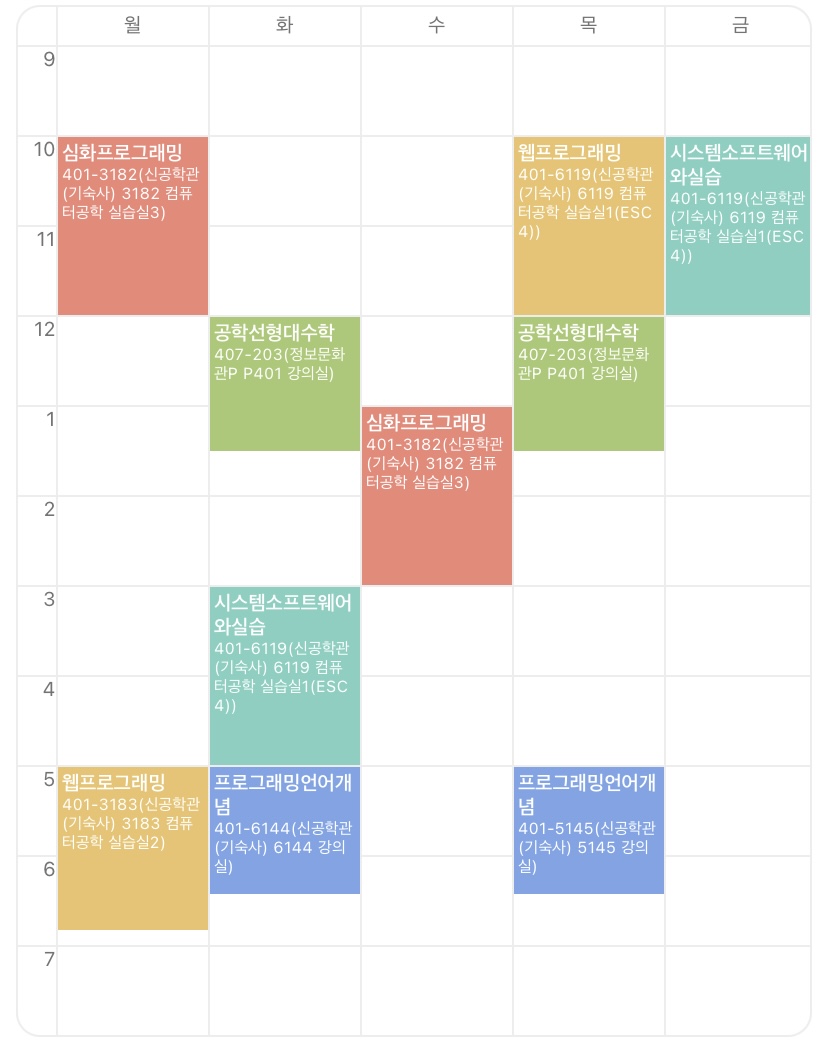 월 화 수 목 금
9
10
심화프로그래밍
401-3182(신공학관
(기숙사) 3182 컴퓨
터공학 실습실3)
웹프로그래밍
401-6119(신공학관
(기숙사) 6119 컴퓨
터공학 실습실1(ESC
4))
시스템소프트웨어
와실습
401-6119(신공학관
(기숙사) 6119 컴퓨
터공학 실습실1(ESC
4))
11
12
공학선형대수학
407-203(정보문화
관P P401 강의실)
공학선형대수학
407-203(정보문화
관P P401 강의실)
1
심화프로그래밍
401-3182(신공학관
(기숙사) 3182 컴퓨
터공학 실습실3)
2
3
시스템소프트웨어
와실습
401-6119(신공학관
(기숙사) 6119 컴퓨
터공학 실습실1(ESC
4))
4
5
웹프로그래밍
401-3183(신공학관
(기숙사) 3183 컴퓨
터공학 실습실2)
프로그래밍언어개
념
401-6144(신공학관
(기숙사) 6144 강의
실)
프로그래밍언어개
념
401-5145(신공학관
(기숙사) 5145 강의
실)
6
7